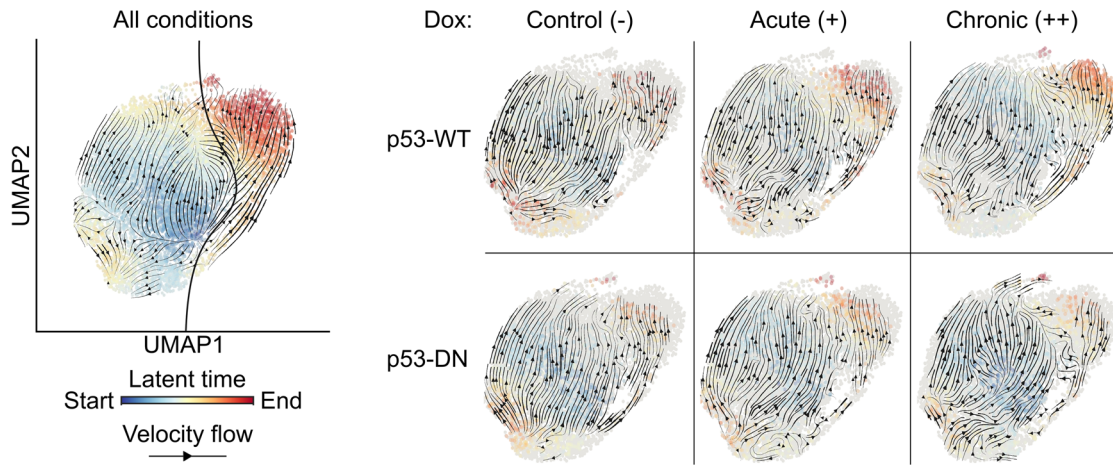 All conditions
UMAP2
UMAP1
Latent time
Start End
Velocity flow
Dox: Control (-) Acute (+) Chronic (++)
p53-WT
p53-DN